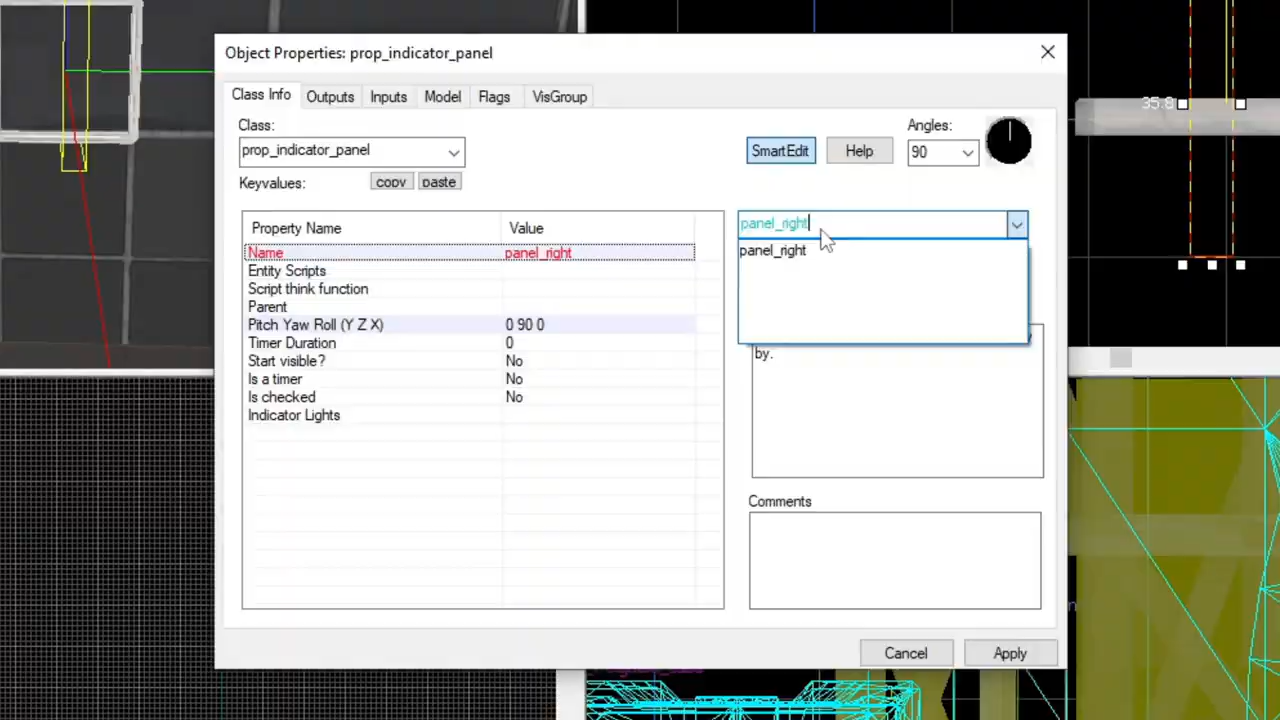 Object Properties: prop_indicator_panel
Class Info Outputs Inputs Model Flags VisGroup
Class:
prop_indicator_panel
SmartEdit Help
Angles:
90
Keyvalues: copy paste
Property Name Value
Name panel_right
Entity Scripts
Script think function
Parent
Pitch Yaw Roll (Y Z X) 0 90 0
Timer Duration 0
Start visible? No
Is a timer No
Is checked No
Indicator Lights
panel_right
panel_right
by.
Comments
Cancel Apply
35.8